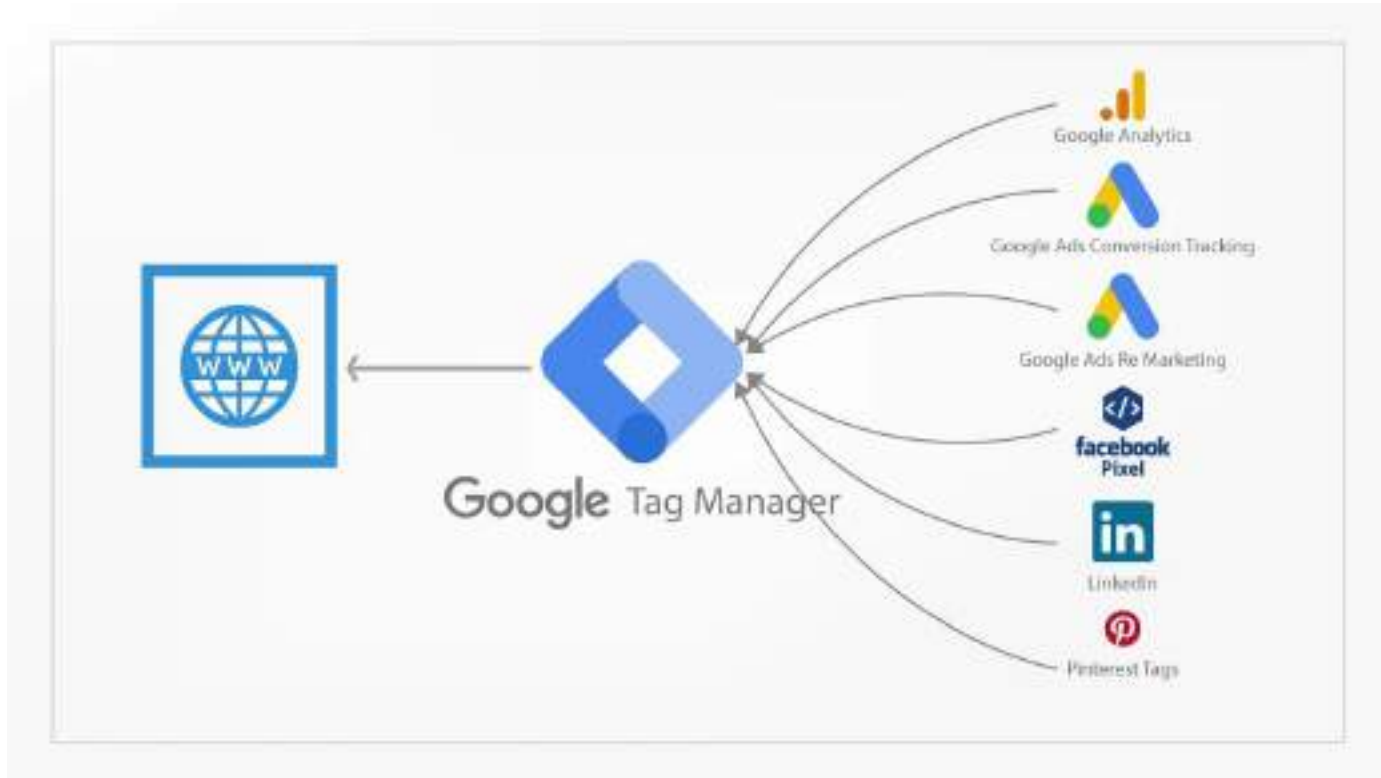 Google Analytics
Google Ads Conversion Tracking
Google Ads Re Marketing
WWW
</>
facebook
Pixel
Google Tag Manager
in
LinkedIn
Pinterest Tags